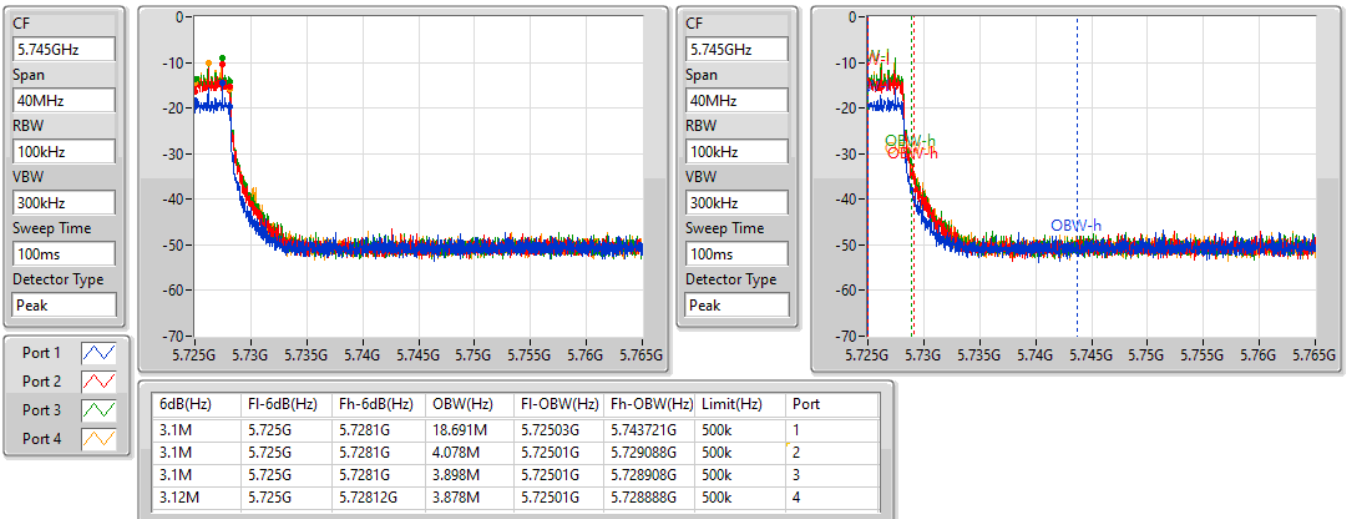 CF
5.745GHz
Span
40MHz
RBW
100kHz
VBW
300kHz
Sweep Time
100ms
Detector Type
Peak
0-
-10-
-20-
-30-
-40-
-50-
-60-
-70-
5.725G 5.73G 5.735G 5.74G 5.745G 5.75G 5.755G 5.76G 5.765G
CF
5.745GHz
Span
40MHz
RBW
100kHz
VBW
300kHz
Sweep Time
100ms
Detector Type
Peak
0-
-10-
-20-
-30-
-40-
-50-
-60-
-70-
W-l
OBW-h
OBW-h
OBW-h
5.725G 5.73G 5.735G 5.74G 5.745G 5.75G 5.755G 5.76G 5.765G
Port 1
Port 2
Port 3
Port 4
6dB(Hz) Fl-6dB(Hz) Fh-6dB(Hz) OBW(Hz) Fl-OBW(Hz) Fh-OBW(Hz) Limit(Hz) Port
3.1M 5.725G 5.7281G 18.691M 5.72503G 5.743721G 500k 1
3.1M 5.725G 5.7281G 4.078M 5.72501G 5.729088G 500k 2
3.1M 5.725G 5.7281G 3.898M 5.72501G 5.728908G 500k 3
3.12M 5.725G 5.72812G 3.878M 5.72501G 5.728888G 500k 4